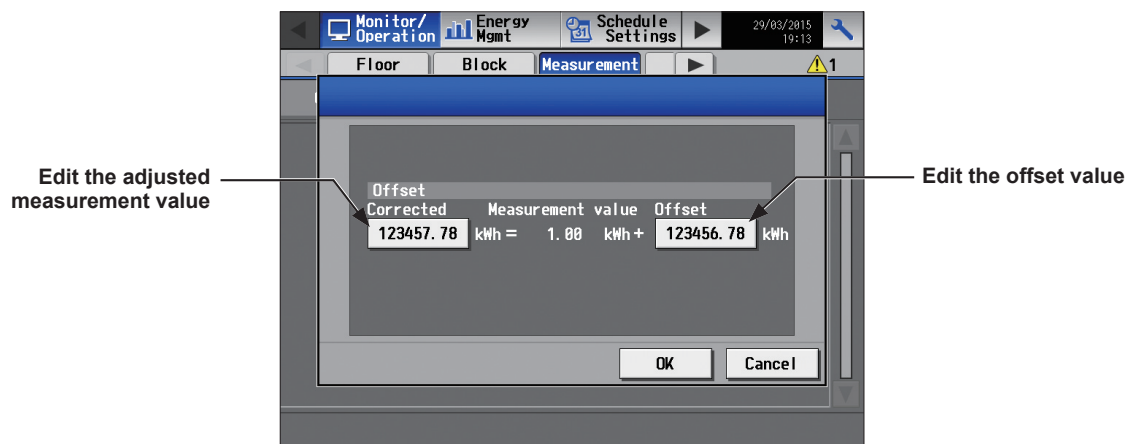 Monitor/
Operation
Energy
Mgmt
31
Schedule
Settings
29/03/2015
19:13
Floor Block Measurement
1
Edit the adjusted
measurement value
Edit the offset value
Offset
Corrected Measurement value Offset
123457.78 kWh = 1.00 kWh + 123456.78 kWh
OK Cancel